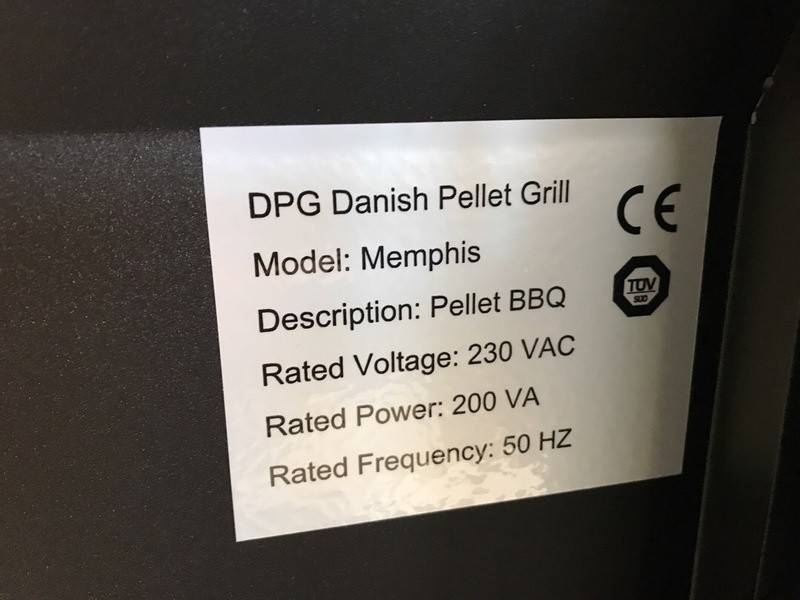 DPG Danish Pellet Grill
Model: Memphis
Description: Pellet BBQ
Rated Voltage: 230 VAC
Rated Power: 200 VA
Rated Frequency: 50 HZ
CE
TÜV
SÜD